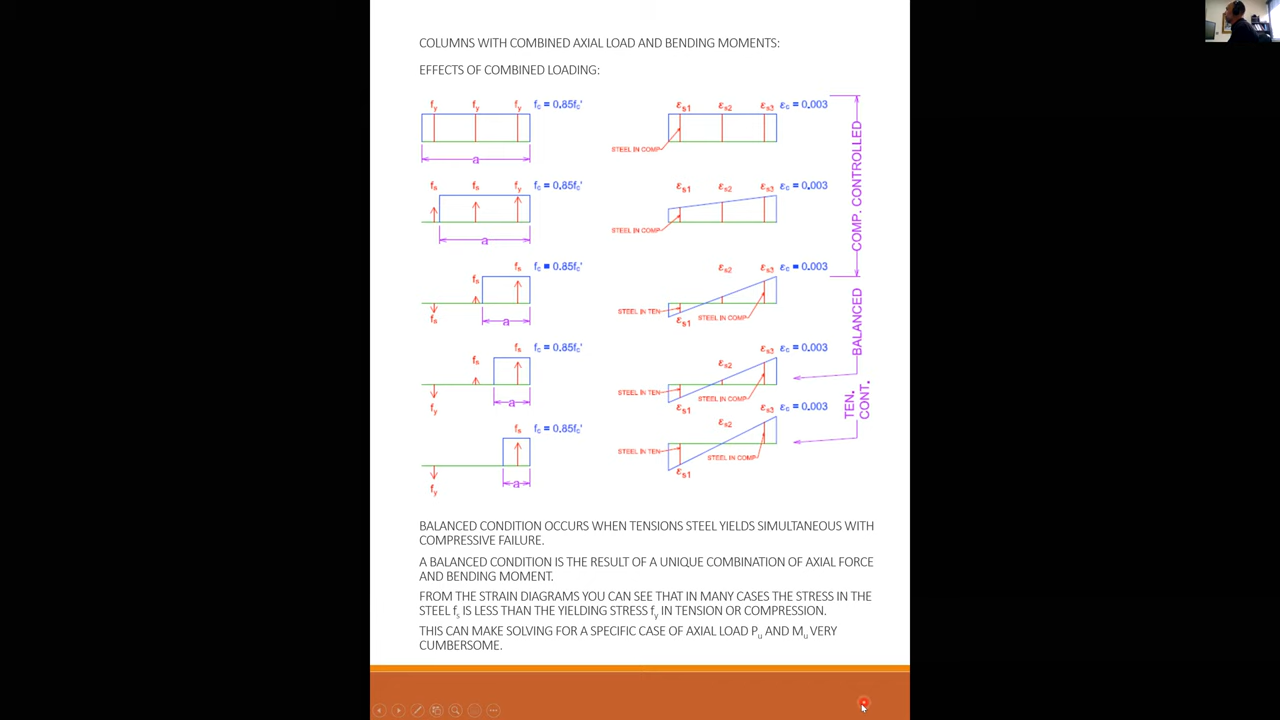 COLUMNS WITH COMBINED AXIAL LOAD AND BENDING MOMENTS:
EFFECTS OF COMBINED LOADING:
fy fy fy fc = 0.85fc'
a
εs1 εs2 εs3 εc = 0.003
STEEL IN COMP
fs fs fy fc = 0.85fc'
a
εs1 εs2 εs3 εc = 0.003
STEEL IN COMP
COMP. CONTROLLED
fs fs fc = 0.85fc'
fs
a
εs2 εs3 εc = 0.003
STEEL IN TEN STEEL IN COMP
εs1
BALANCED
fs fs fc = 0.85fc'
fy
a
εs2 εs3 εc = 0.003
STEEL IN TEN STEEL IN COMP
εs1
TEN.
CONT.
fs fc = 0.85fc'
fy
a
εs2 εs3 εc = 0.003
STEEL IN TEN STEEL IN COMP
εs1
BALANCED CONDITION OCCURS WHEN TENSIONS STEEL YIELDS SIMULTANEOUS WITH
COMPRESSIVE FAILURE.
A BALANCED CONDITION IS THE RESULT OF A UNIQUE COMBINATION OF AXIAL FORCE
AND BENDING MOMENT.
FROM THE STRAIN DIAGRAMS YOU CAN SEE THAT IN MANY CASES THE STRESS IN THE
STEEL fs IS LESS THAN THE YIELDING STRESS fy IN TENSION OR COMPRESSION.
THIS CAN MAKE SOLVING FOR A SPECIFIC CASE OF AXIAL LOAD Pu AND Mu VERY
CUMBERSOME.